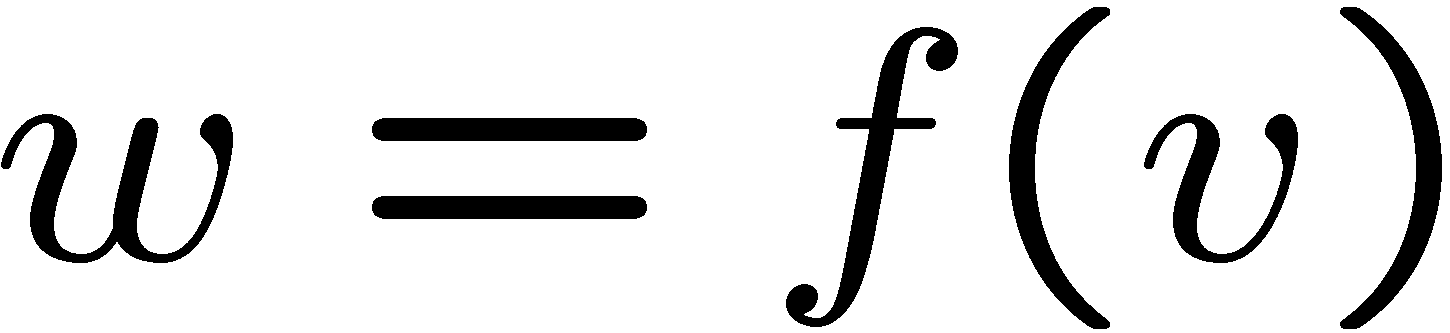 w = f(v)